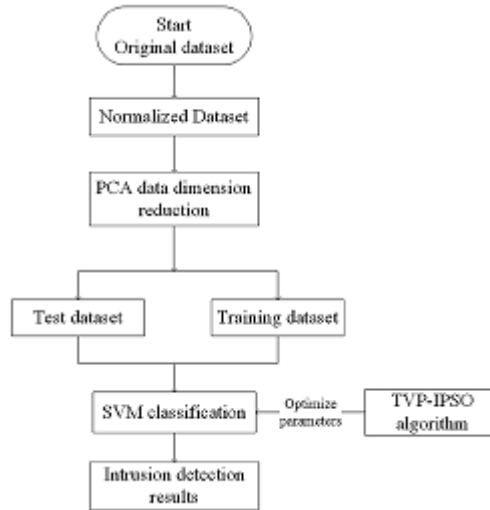 Start
Original dataset
Normalized Dataset
PCA data dimension
reduction
Test dataset
Training dataset
SVM classification
Optimize
parameters
TVP-IPSO
algorithm
Intrusion detection
results